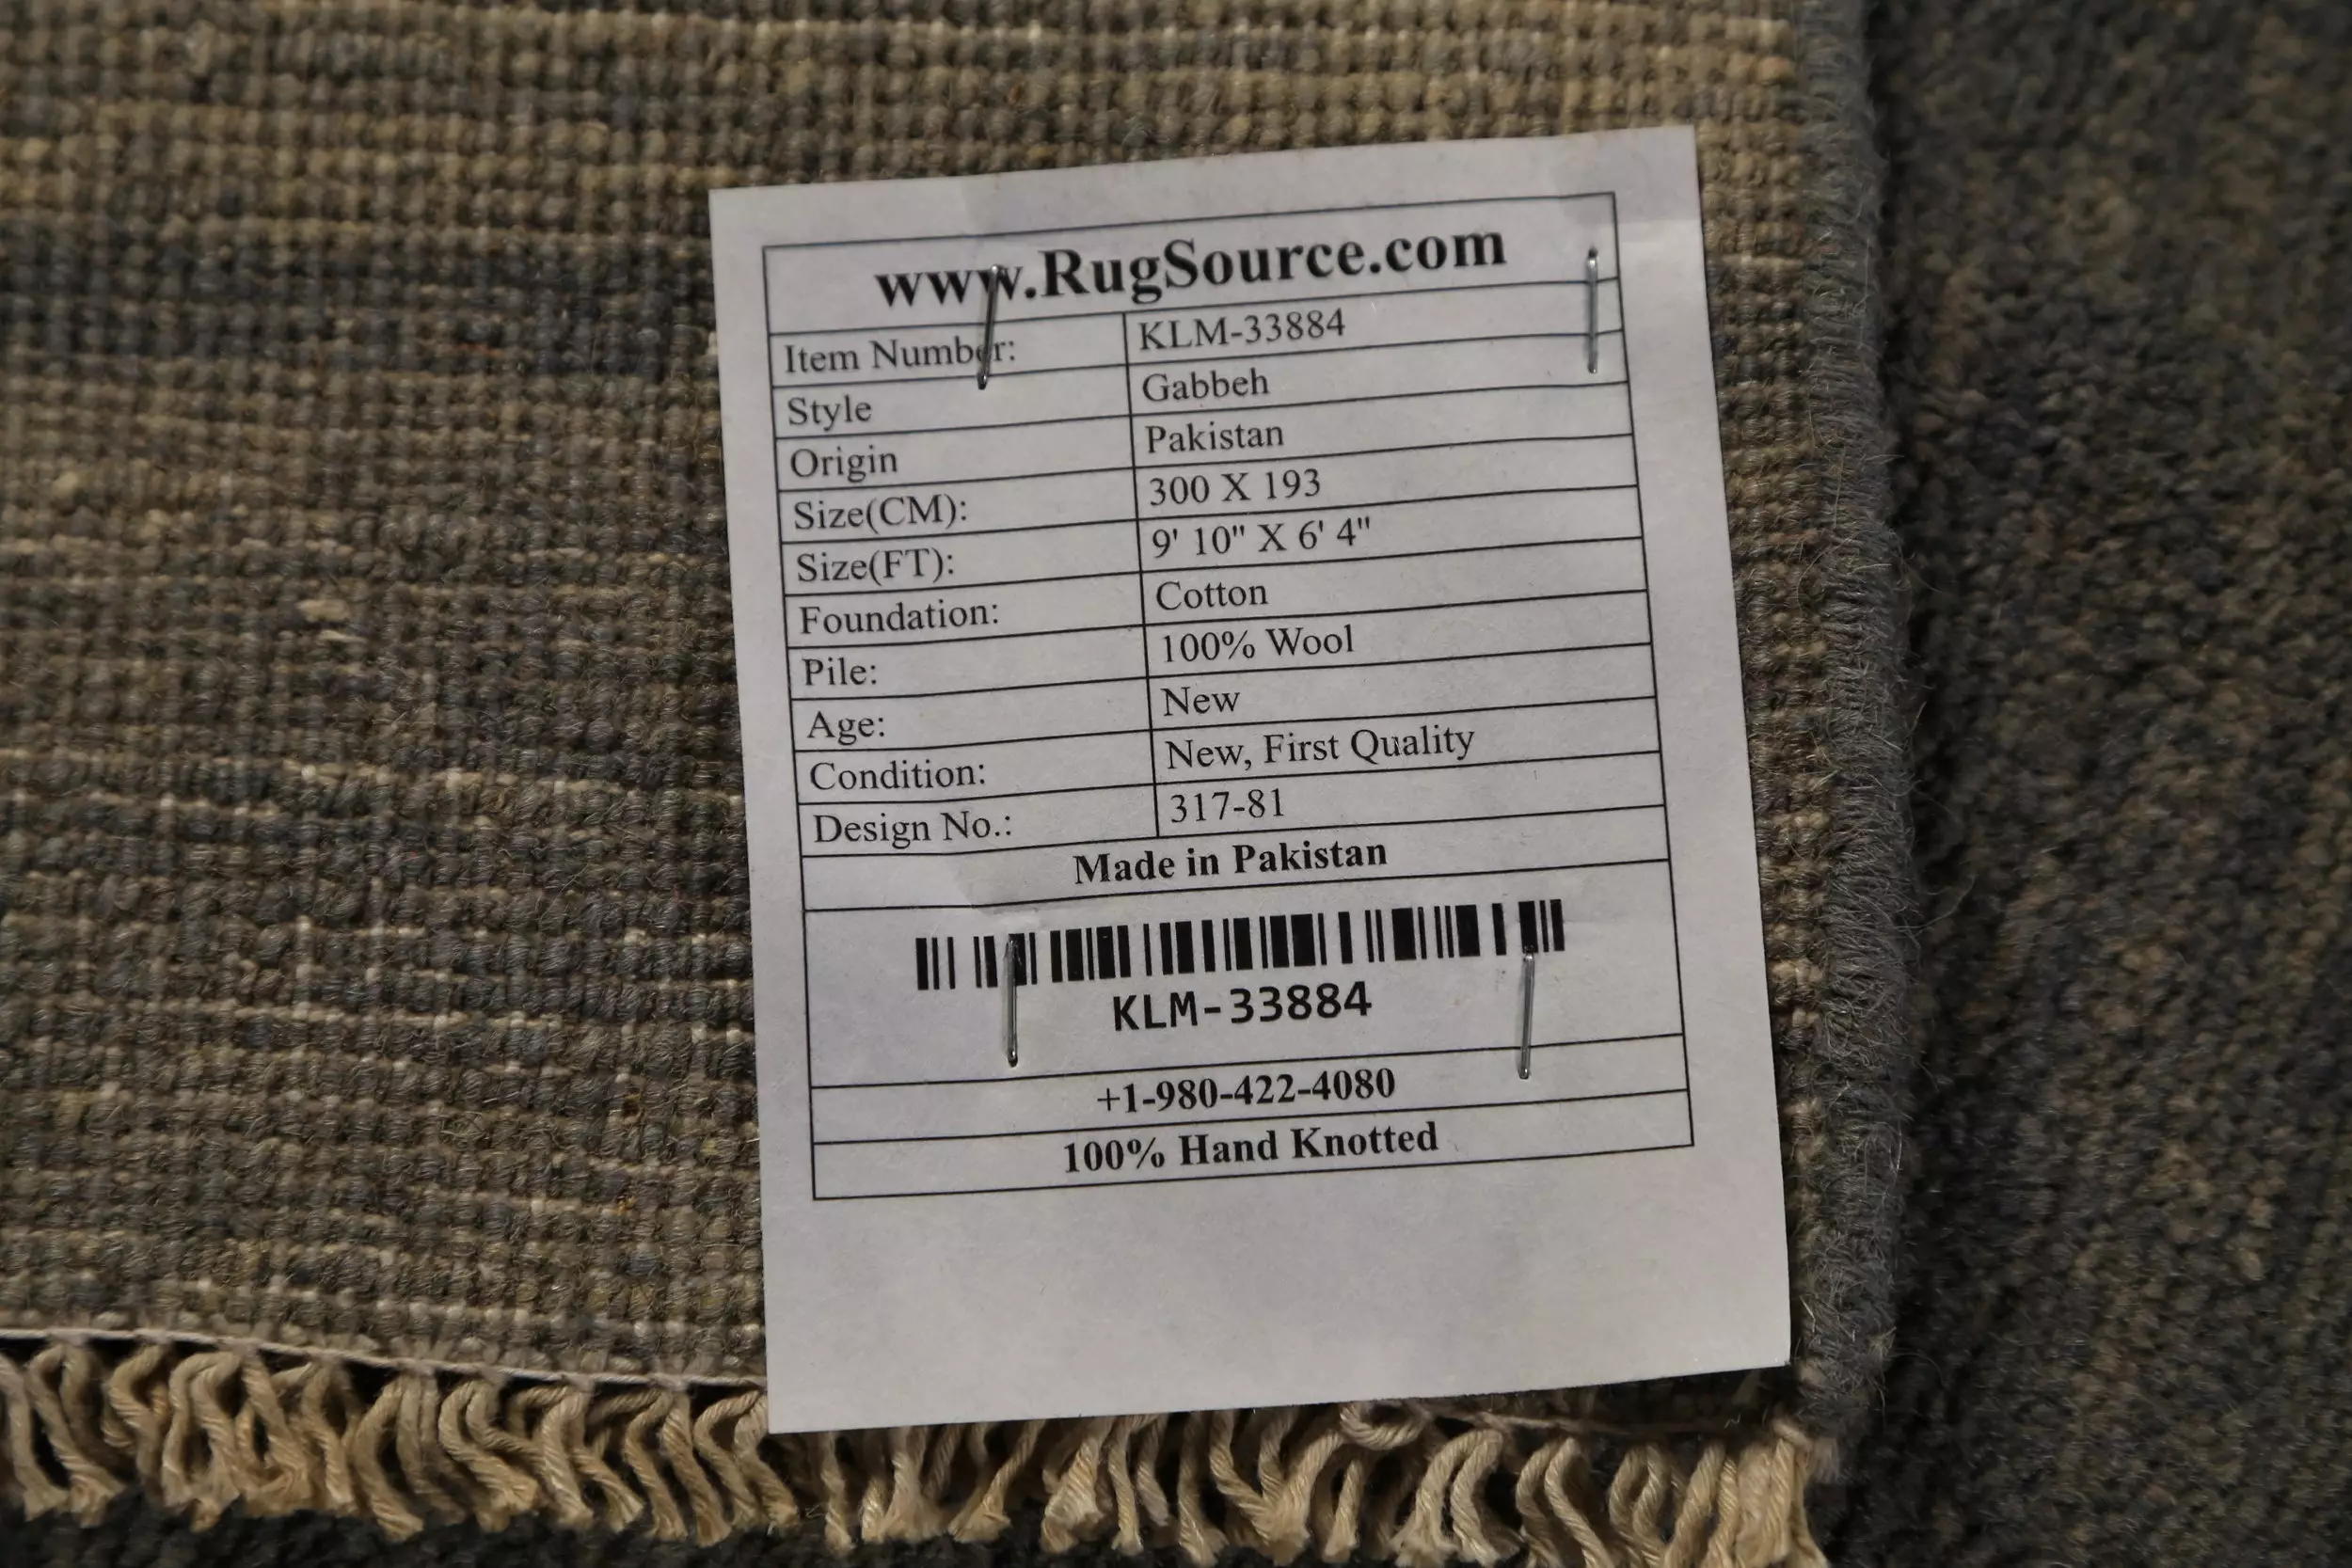 www.RugSource.com
Item Number: KLM-33884
Style Gabbeh
Origin Pakistan
Size(CM): 300 X 193
Size(FT): 9' 10" X 6' 4"
Foundation: Cotton
Pile: 100% Wool
Age: New
Condition: New, First Quality
Design No.: 317-81
Made in Pakistan
KLM-33884
+1-980-422-4080
100% Hand Knotted